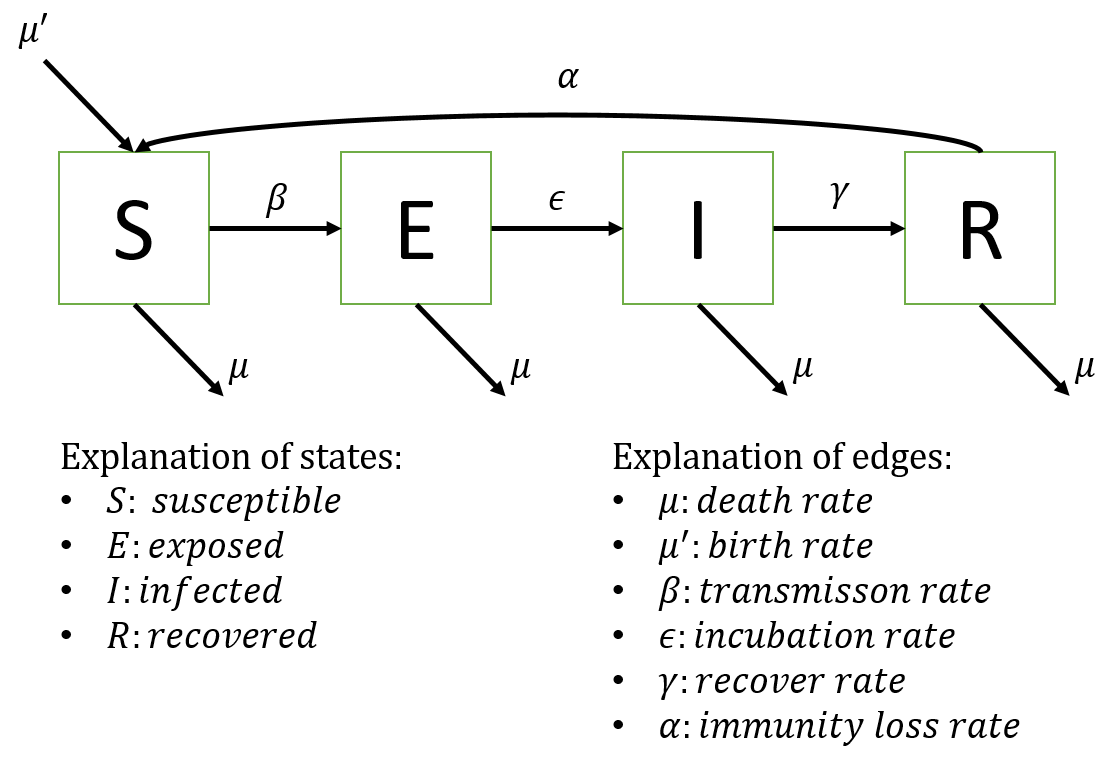 μ′
α
S
β
E
ϵ
I
γ
R
μ
μ
μ
μ
Explanation of states:
• S: susceptible
• E: exposed
• I: infected
• R: recovered
Explanation of edges:
• μ: death rate
• μ′: birth rate
• β: transmisson rate
• ϵ: incubation rate
• γ: recover rate
• α: immunity loss rate